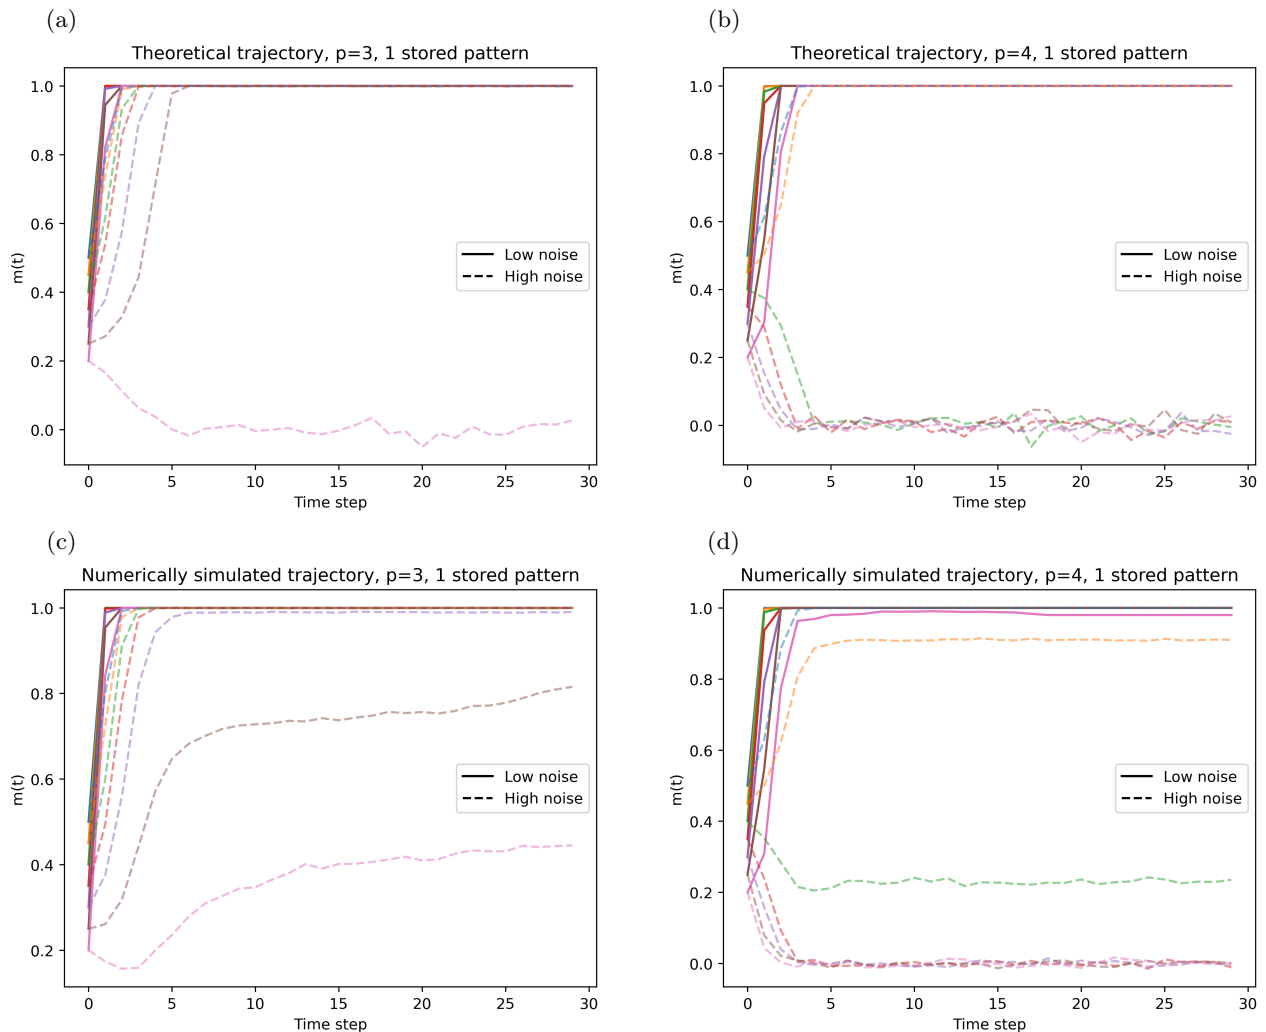 (a)
Theoretical trajectory, p=3, 1 stored pattern
m(t)
1.0
0.8
0.6
0.4
0.2
0.0
Low noise
High noise
0 5 10 15 20 25 30
Time step
(b)
Theoretical trajectory, p=4, 1 stored pattern
m(t)
1.0
0.8
0.6
0.4
0.2
0.0
Low noise
High noise
0 5 10 15 20 25 30
Time step
(c)
Numerically simulated trajectory, p=3, 1 stored pattern
m(t)
1.0
0.8
0.6
0.4
0.2
Low noise
High noise
0 5 10 15 20 25 30
Time step
(d)
Numerically simulated trajectory, p=4, 1 stored pattern
m(t)
1.0
0.8
0.6
0.4
0.2
0.0
Low noise
High noise
0 5 10 15 20 25 30
Time step